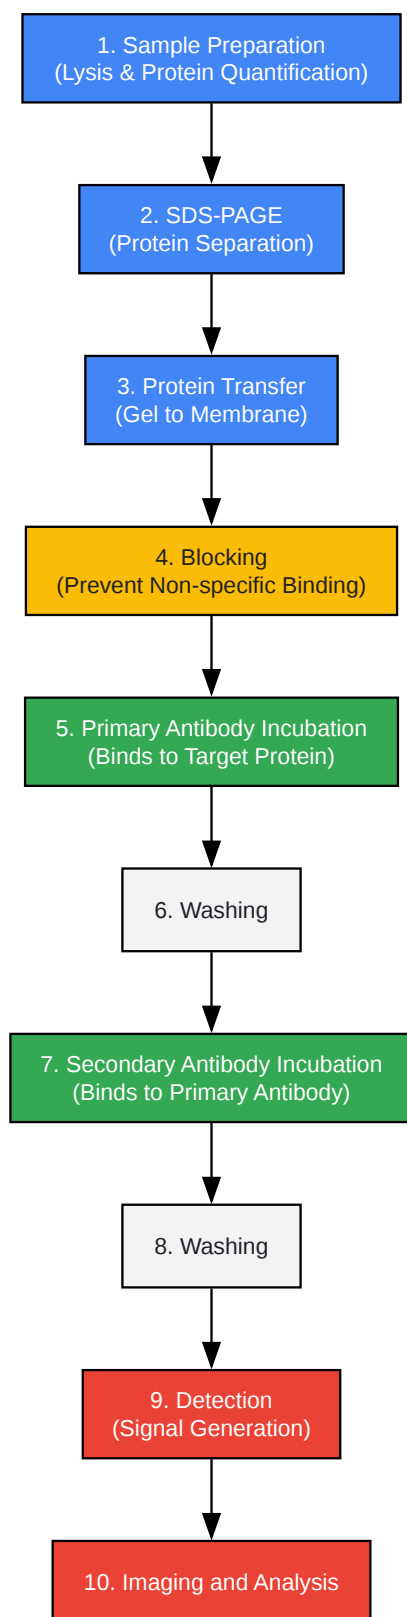 1. Sample Preparation
(Lysis & Protein Quantification)
2. SDS-PAGE
(Protein Separation)
3. Protein Transfer
(Gel to Membrane)
4. Blocking
(Prevent Non-specific Binding)
5. Primary Antibody Incubation
(Binds to Target Protein)
6. Washing
7. Secondary Antibody Incubation
(Binds to Primary Antibody)
8. Washing
9. Detection
(Signal Generation)
10. Imaging and Analysis